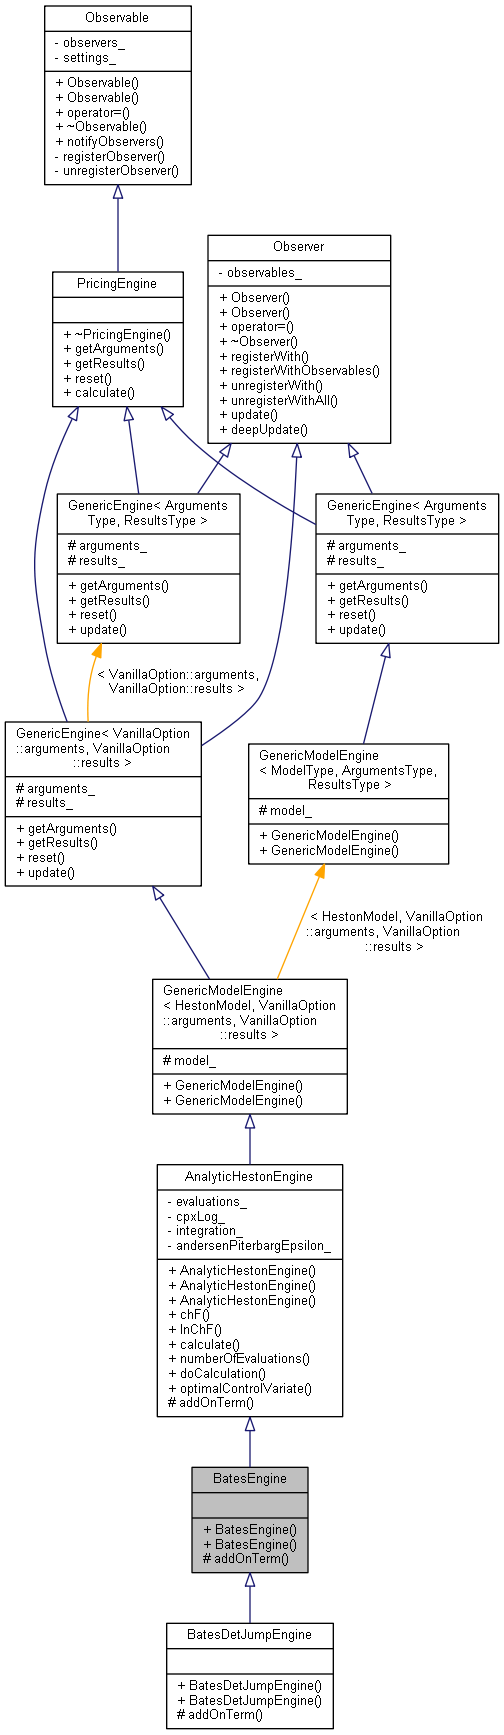 Observable
- observers_
- settings_
+ Observable()
+ Observable()
+ operator=()
+ ~Observable()
+ notifyObservers()
- registerObserver()
- unregisterObserver()
Observer
- observables_
+ Observer()
+ Observer()
+ operator=()
+ ~Observer()
+ registerWith()
+ registerWithObservables()
+ unregisterWith()
+ unregisterWithAll()
+ update()
+ deepUpdate()
PricingEngine
+ ~PricingEngine()
+ getArguments()
+ getResults()
+ reset()
+ calculate()
GenericEngine< Arguments
Type, ResultsType >
# arguments_
# results_
+ getArguments()
+ getResults()
+ reset()
+ update()
GenericEngine< Arguments
Type, ResultsType >
# arguments_
# results_
+ getArguments()
+ getResults()
+ reset()
+ update()
< VanillaOption::arguments,
VanillaOption::results >
GenericEngine< VanillaOption
::arguments, VanillaOption
::results >
# arguments_
# results_
+ getArguments()
+ getResults()
+ reset()
+ update()
GenericModelEngine
< ModelType, ArgumentsType,
ResultsType >
# model_
+ GenericModelEngine()
+ GenericModelEngine()
< HestonModel, VanillaOption
::arguments, VanillaOption
::results >
GenericModelEngine
< HestonModel, VanillaOption
::arguments, VanillaOption
::results >
# model_
+ GenericModelEngine()
+ GenericModelEngine()
AnalyticHestonEngine
- evaluations_
- cpxLog_
- integration_
- andersenPiterbargEpsilon_
+ AnalyticHestonEngine()
+ AnalyticHestonEngine()
+ AnalyticHestonEngine()
+ chF()
+ lnChF()
+ calculate()
+ numberOfEvaluations()
+ doCalculation()
+ optimalControlVariate()
# addOnTerm()
BatesEngine
+ BatesEngine()
+ BatesEngine()
# addOnTerm()
BatesDetJumpEngine
+ BatesDetJumpEngine()
+ BatesDetJumpEngine()
# addOnTerm()